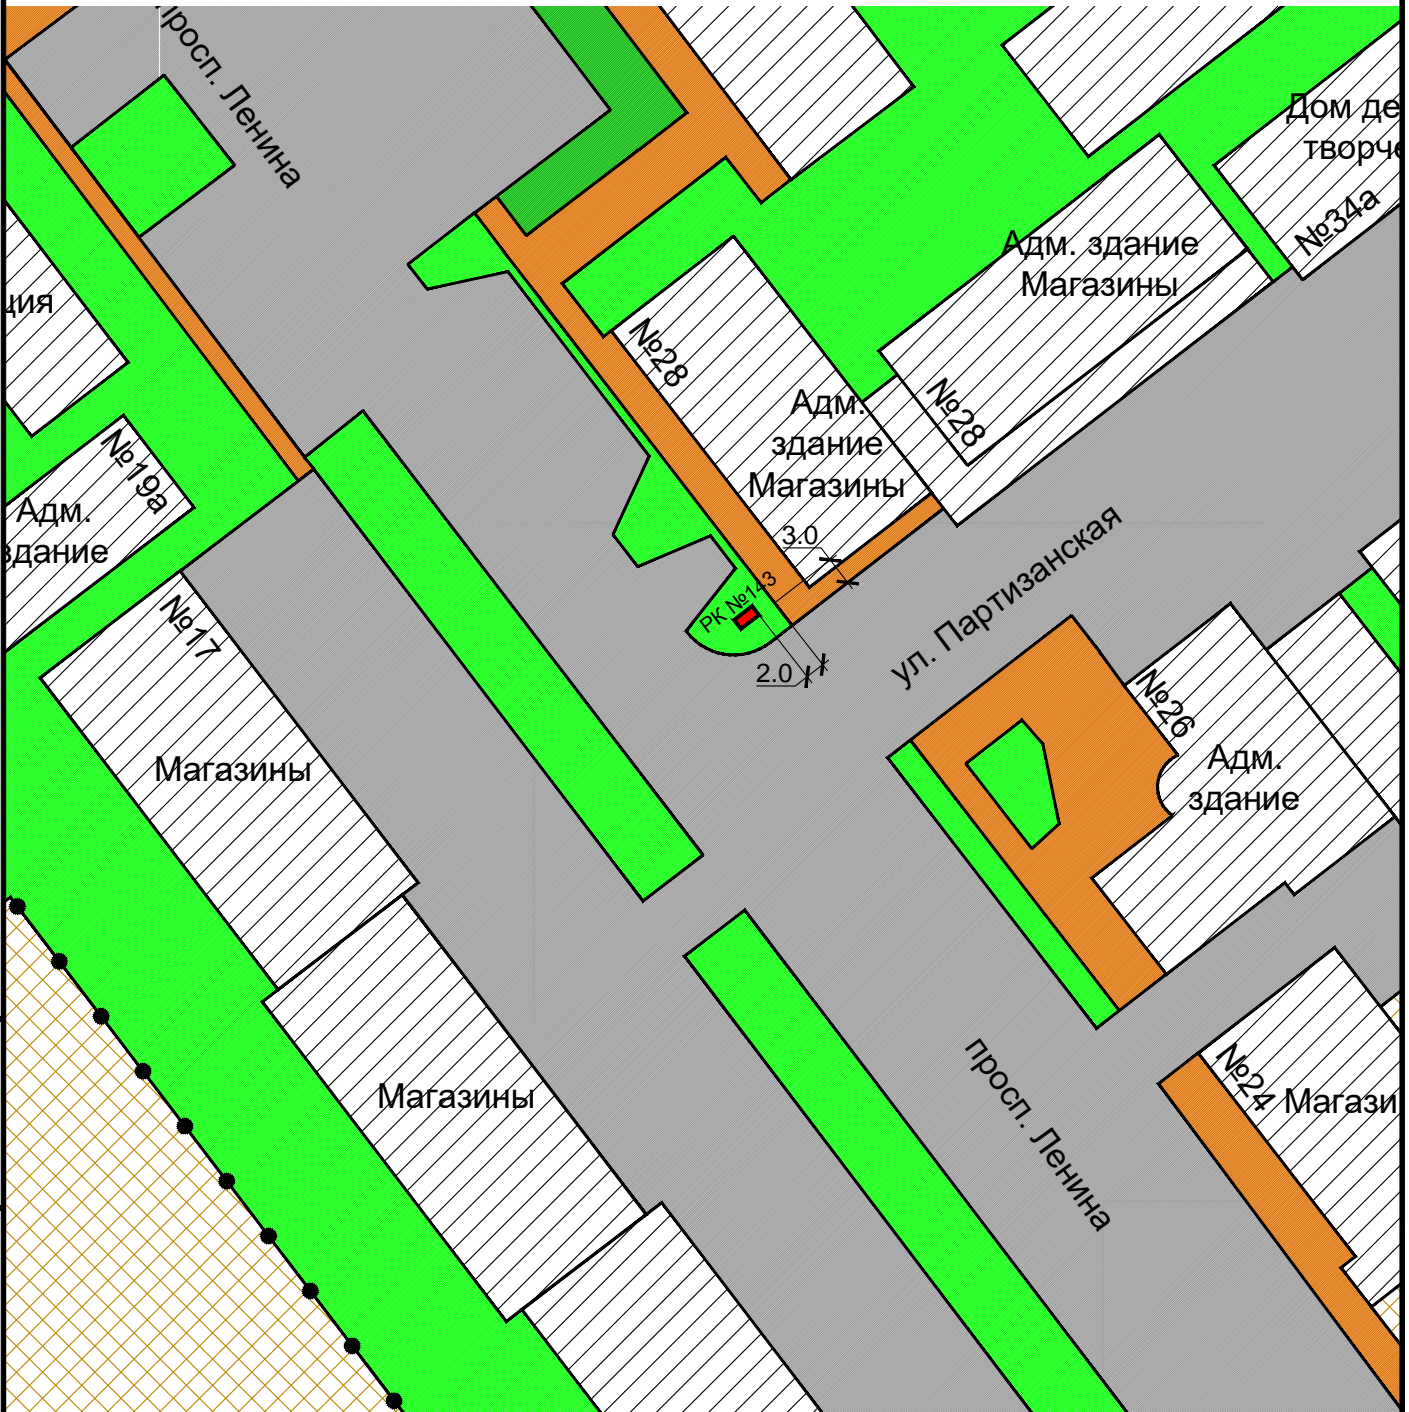 просп. Ленина
Дом де
творче
№34а
Адм. здание
Магазины
№28
ция
№28
Адм.
здание
Магазины
№19а
Адм.
здание
3.0
РК №143
2.0
ул. Партизанская
№17
Магазины
№26
Адм.
здание
Магазины
просп. Ленина
№24
Магази